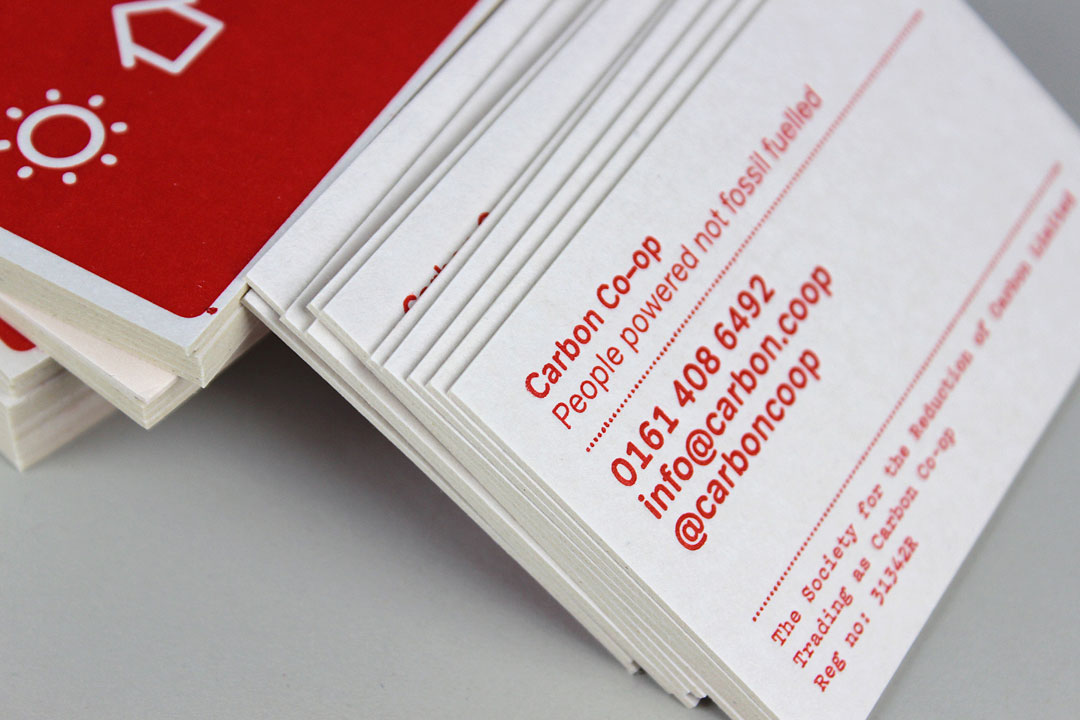 Carbon Co-op
People powered not fossil fuelled
0161 408 6492
info@carbon.coop
@carboncoop
The Society for the Reduction of Carbon Limited
Trading as Carbon Co-op
Reg no: 31342R